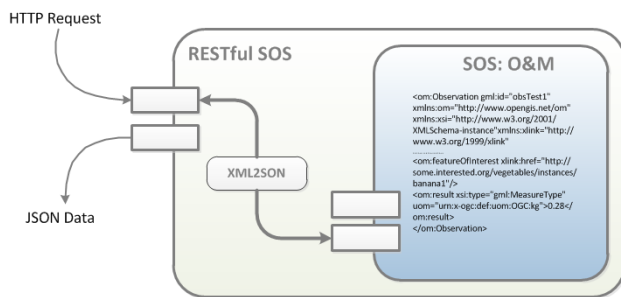 HTTP Request
RESTful SOS
SOS: O&M
<om:Observation gml:id="obsTest1"
xmlns:om="http://www.opengis.net/om"
xmlns:xsi="http://www.w3.org/2001/
XMLSchema-instance"xmlns:xlink="http://
www.w3.org/1999/xlink"
..............
<om:featureOfInterest xlink:href="http://
some.interested.org/vegetables/instances/
banana1"/>
<om:result xsi:type="gml:MeasureType"
uom="urn:x-ogc:def:uom:OGC:kg">0.28</
om:result>
</om:Observation>
XML2SON
JSON Data